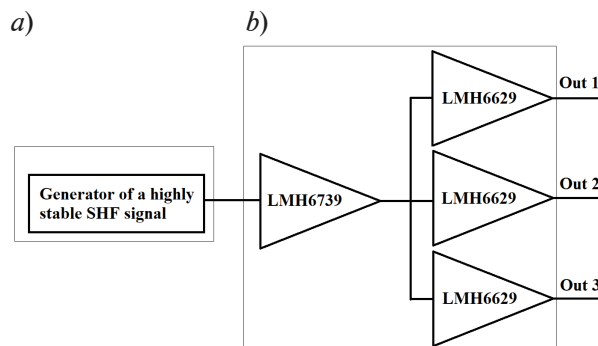 a)
b)
LMH6629
Out 1
Generator of a highly
stable SHF signal
LMH6739
LMH6629
Out 2
LMH6629
Out 3